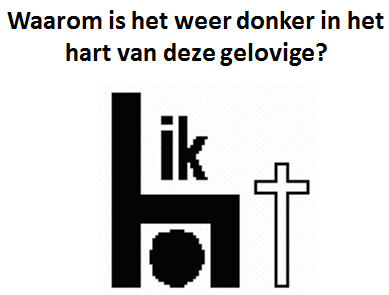 Waarom is het weer donker in het
hart van deze gelovige?
ik